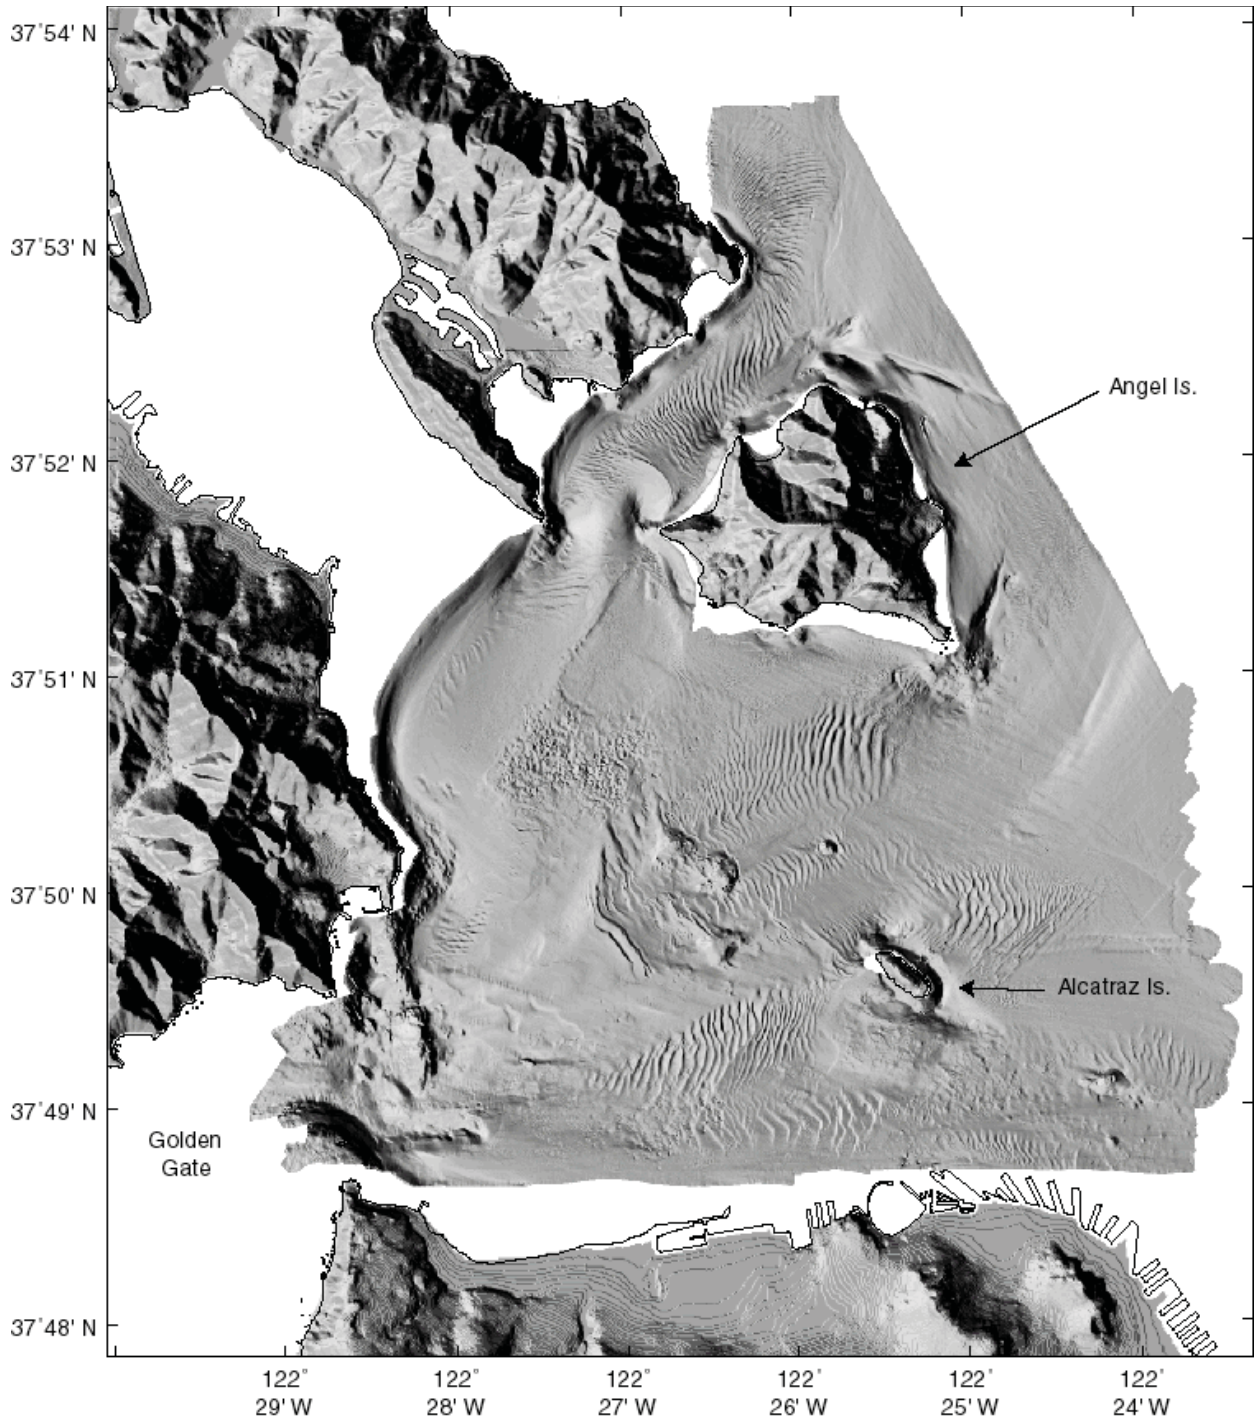 37°54' N
37°53' N
Angel Is.
37°52' N
37°51' N
37°50' N
Alcatraz Is.
37°49' N
Golden
Gate
37°48' N
122°
29' W
122°
28' W
122°
27' W
122°
26' W
122°
25' W
122°
24' W